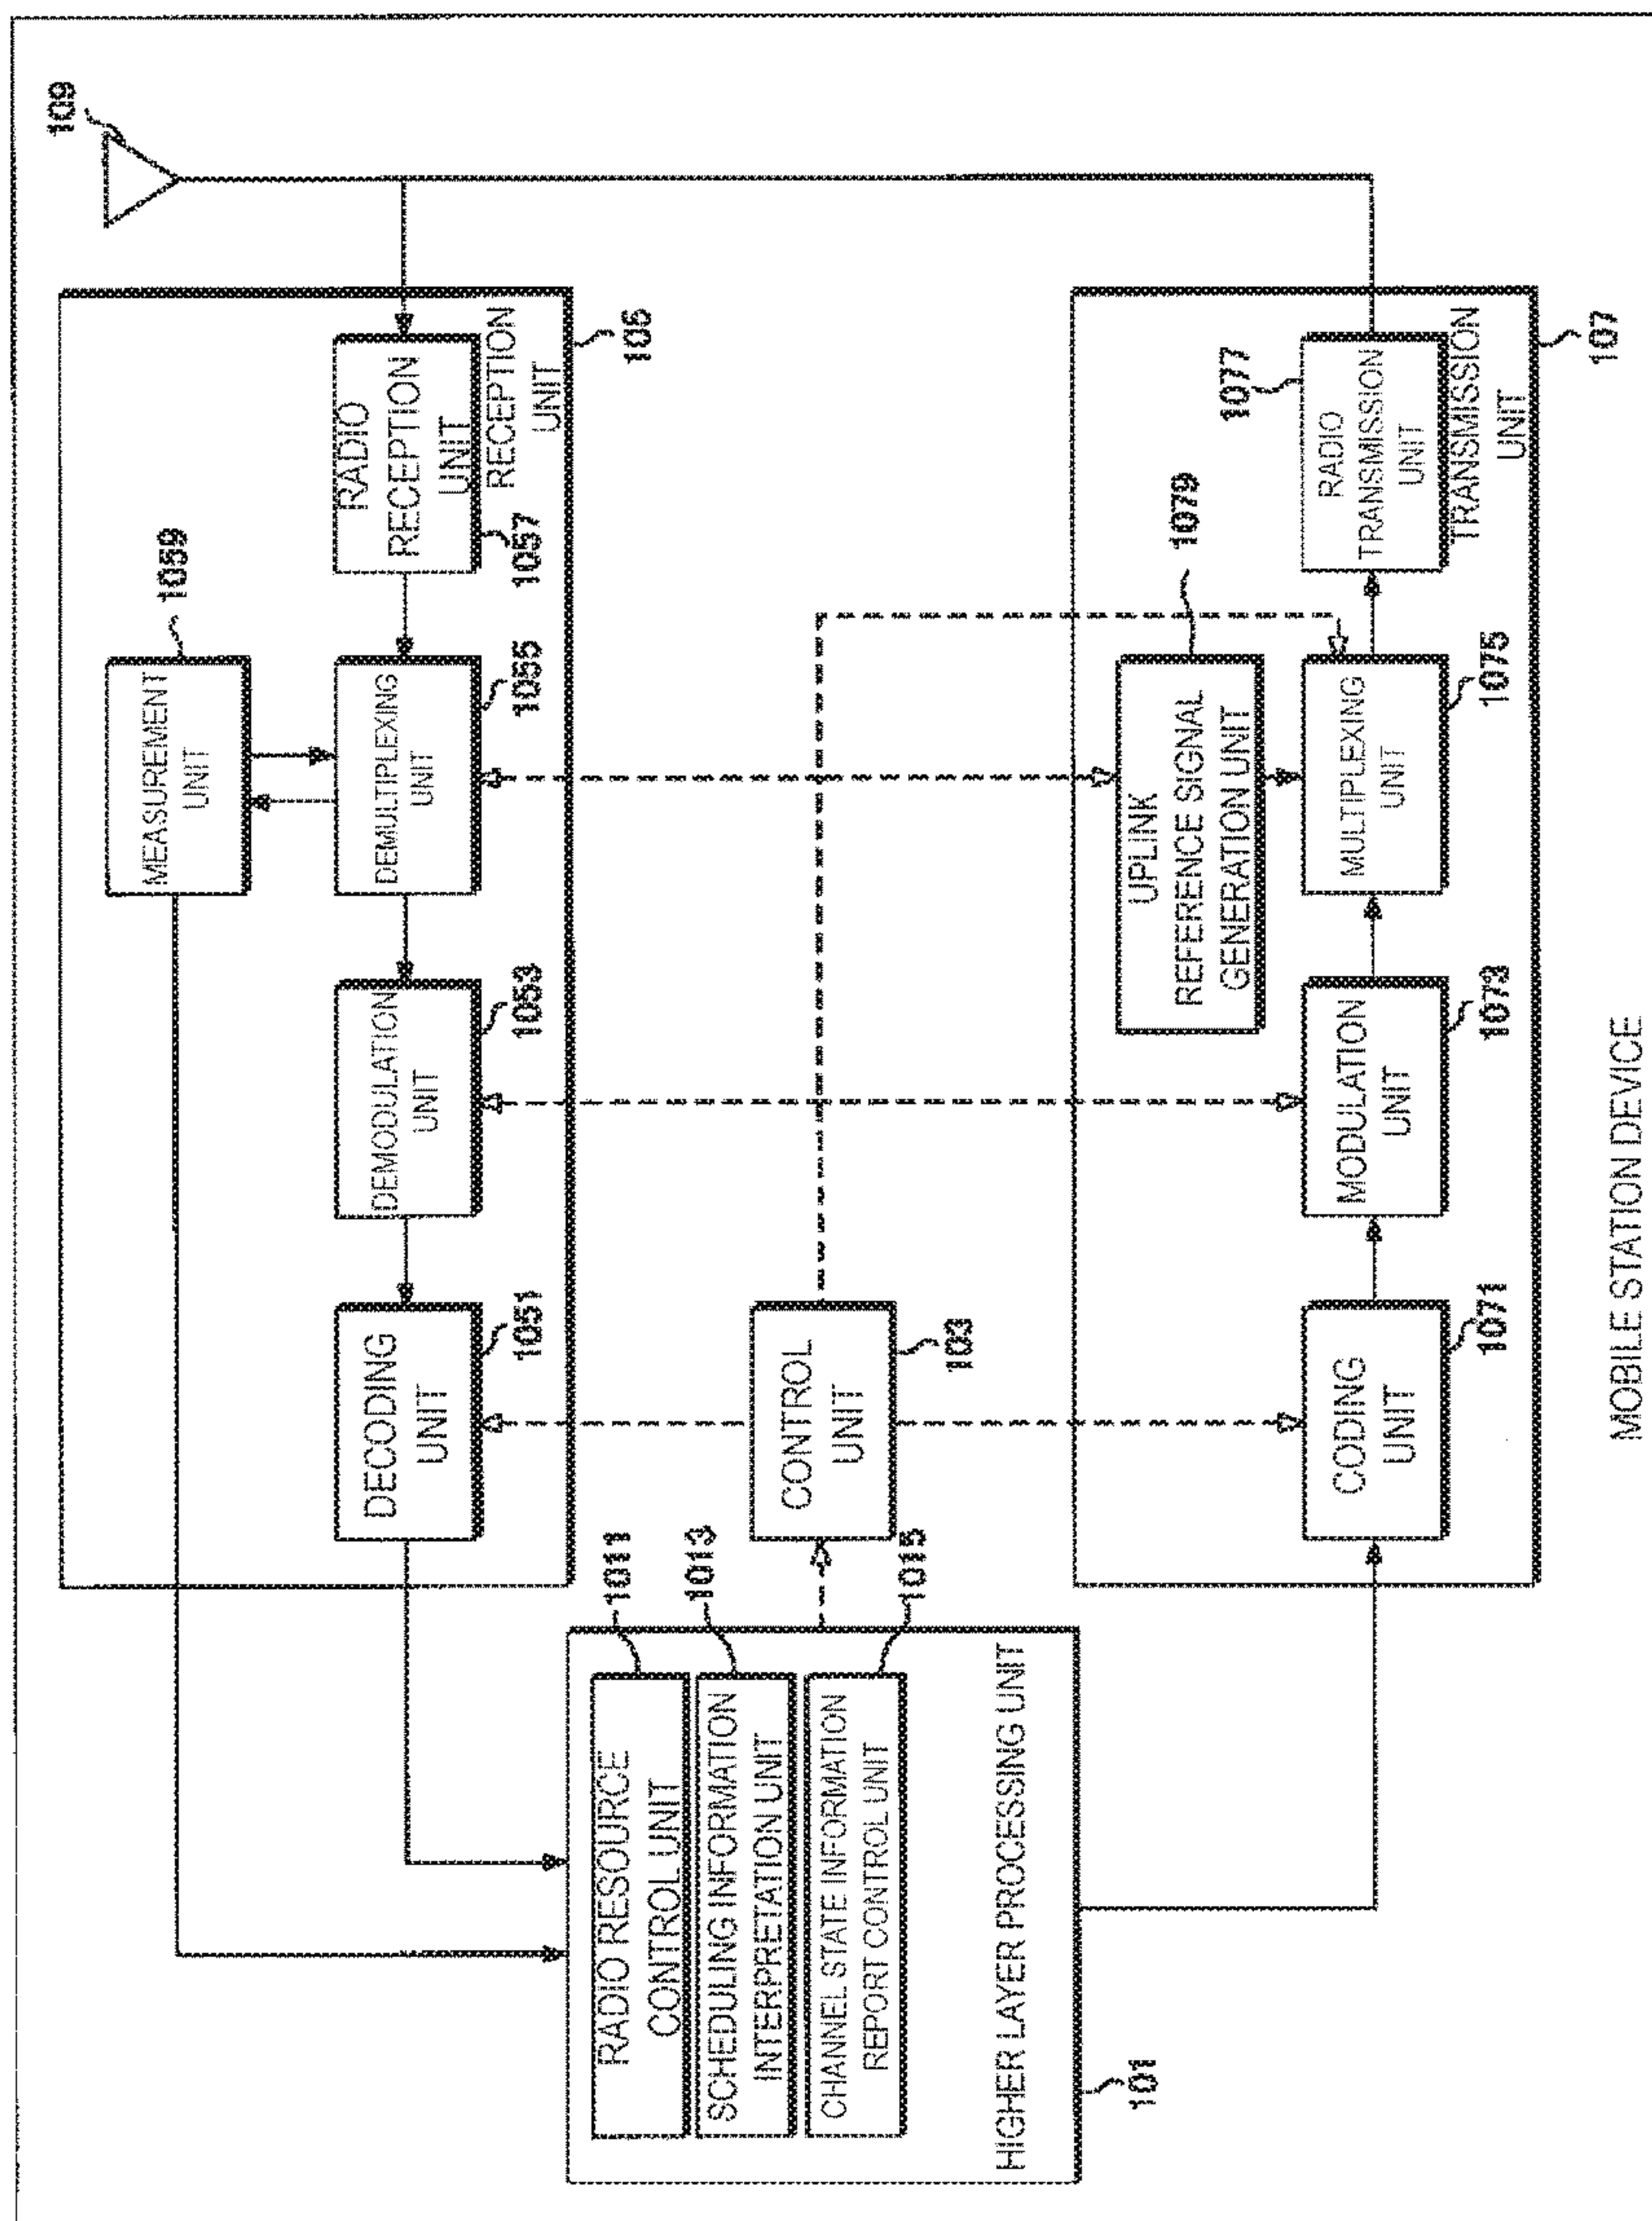 109
RADIO
RECEPTION
UNIT
1057
RECEPTION
UNIT
105
MEASUREMENT
UNIT
1059
DEMULTIPLEXING
UNIT
1055
DEMODULATION
UNIT
1053
DECODING
UNIT
1051
RADIO RESOURCE
CONTROL UNIT
1011
SCHEDULING INFORMATION
INTERPRETATION UNIT
1013
CHANNEL STATE INFORMATION
REPORT CONTROL UNIT
1015
HIGHER LAYER PROCESSING UNIT
101
CONTROL
UNIT
103
CODING
UNIT
1071
MODULATION
UNIT
1073
UPLINK
REFERENCE SIGNAL
GENERATION UNIT
1079
MULTIPLEXING
UNIT
1075
RADIO
TRANSMISSION
UNIT
1077
TRANSMISSION
UNIT
107
MOBILE STATION DEVICE